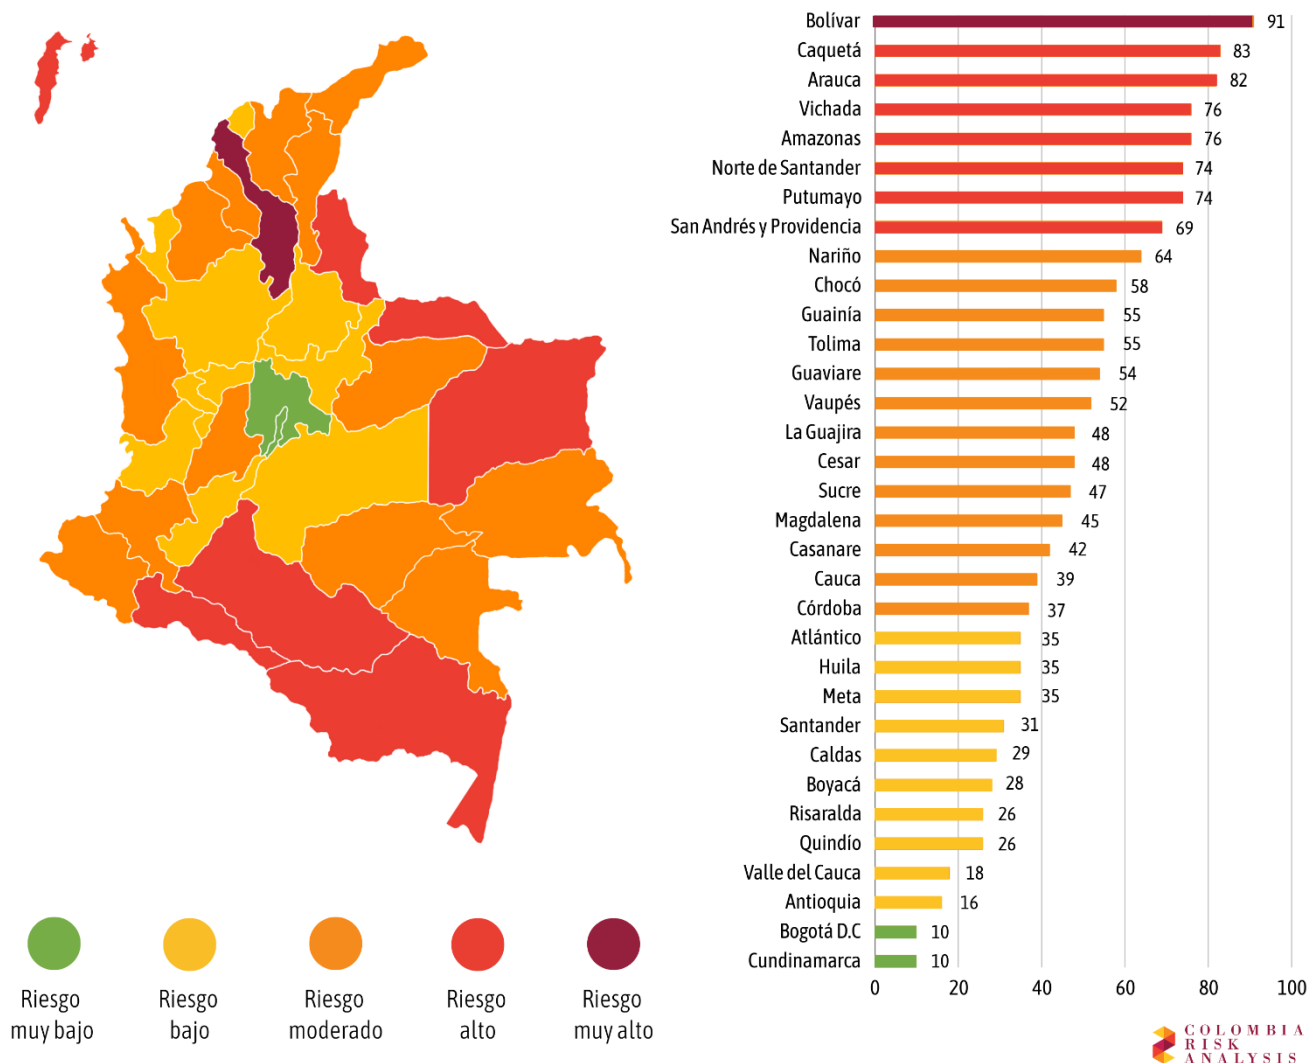 Bolívar 91
Caquetá 83
Arauca 82
Vichada 76
Amazonas 76
Norte de Santander 74
Putumayo 74
San Andrés y Providencia 69
Nariño 64
Chocó 58
Guainía 55
Tolima 55
Guaviare 54
Vaupés 52
La Guajira 48
Cesar 48
Sucre 47
Magdalena 45
Casanare 42
Cauca 39
Córdoba 37
Atlántico 35
Huila 35
Meta 35
Santander 31
Caldas 29
Boyacá 28
Risaralda 26
Quindío 26
Valle del Cauca 18
Antioquia 16
Bogotá D.C 10
Cundinamarca 10
0 20 40 60 80 100
Riesgo
muy bajo
Riesgo
bajo
Riesgo
moderado
Riesgo
alto
Riesgo
muy alto
COLOMBIA
RISK
ANALYSIS